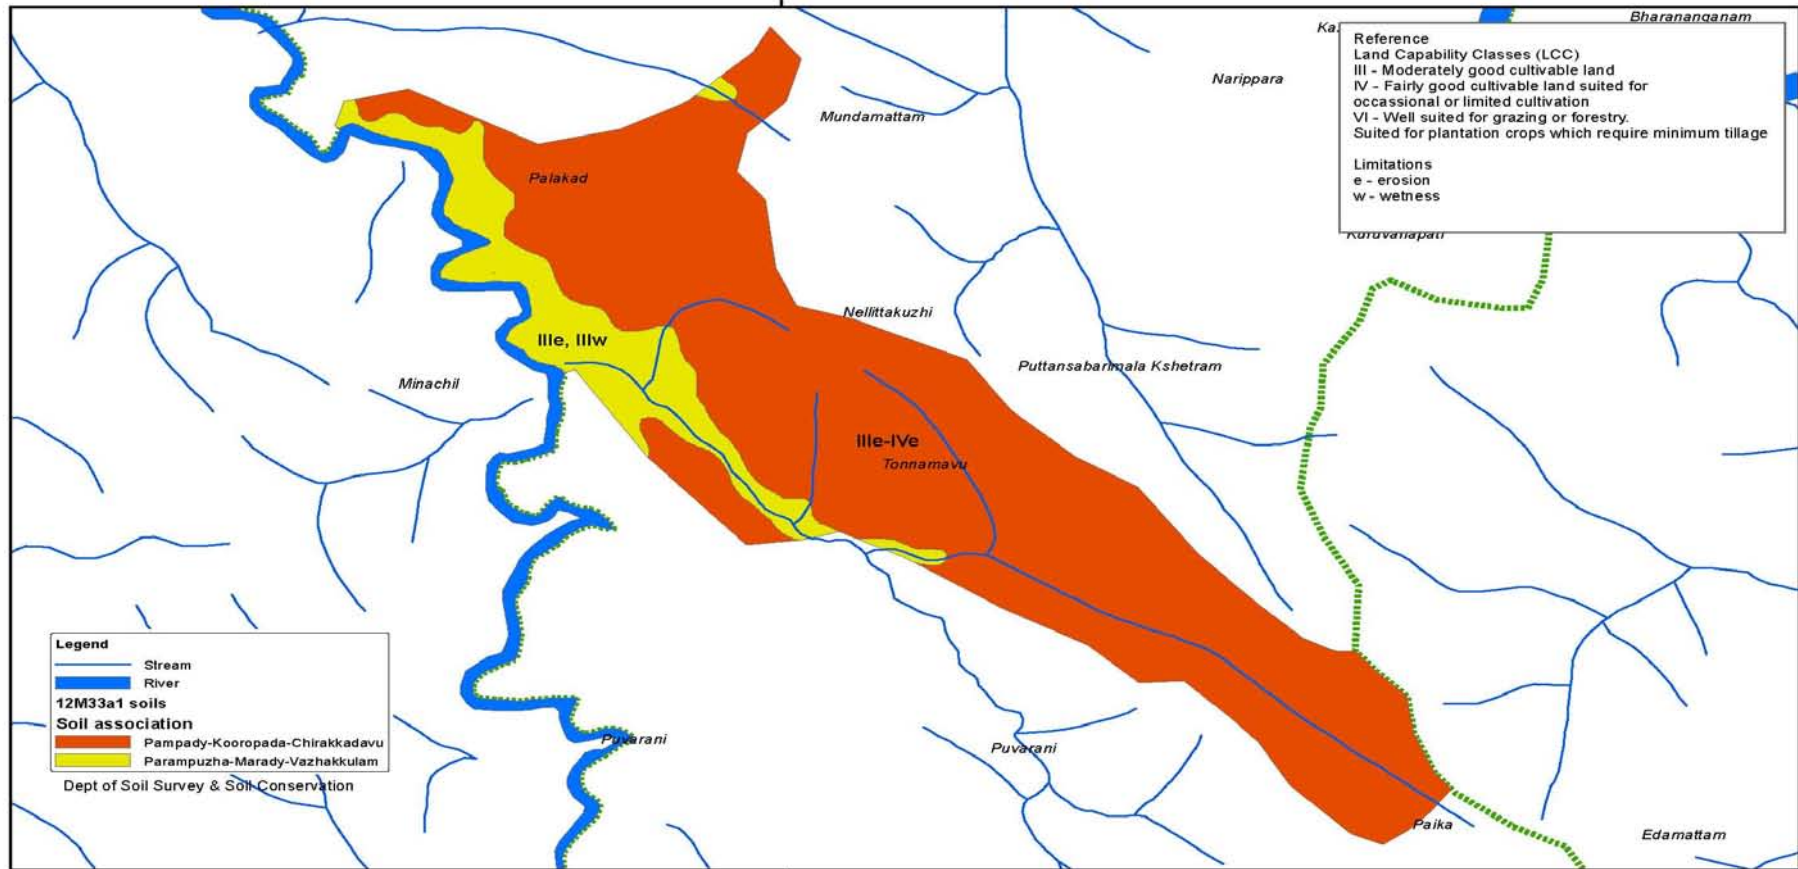 Bharananganam
Ka
Reference
Land Capability Classes (LCC)
III - Moderately good cultivable land
IV - Fairly good cultivable land suited for
occassional or limited cultivation
VI - Well suited for grazing or forestry.
Suited for plantation crops which require minimum tillage
Limitations
e - erosion
w - wetness
Narippara
Mundamattam
Palakad
Kuruvanapati
Nellittakuzhi
IIIe, IIIw
Puttansabarimala Kshetram
Minachil
IIIe-IVe
Tonnamavu
Legend
Stream
River
12M33a1 soils
Soil association
Pampady-Kooropada-Chirakkadavu
Parampuzha-Marady-Vazhakkulam
Dept of Soil Survey & Soil Conservation
Puvarani
Puvarani
Paika
Edamattam